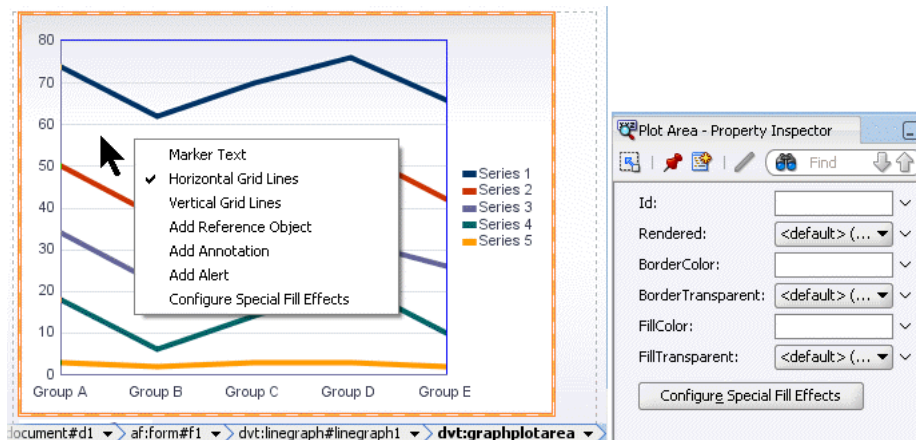 80
70
60
50
40
30
20
10
0
Group A Group B Group C Group D Group E
Marker Text
Horizontal Grid Lines
Vertical Grid Lines
Add Reference Object
Add Annotation
Add Alert
Configure Special Fill Effects
Series 1
Series 2
Series 3
Series 4
Series 5
document#d1 af:form#f1 dvt:linegraph#linegraph1 dvt:graphplotarea
Plot Area - Property Inspector
Find
Id:
Rendered: <default> (...
BorderColor:
BorderTransparent: <default> (...
FillColor:
FillTransparent: <default> (...
Configure Special Fill Effects